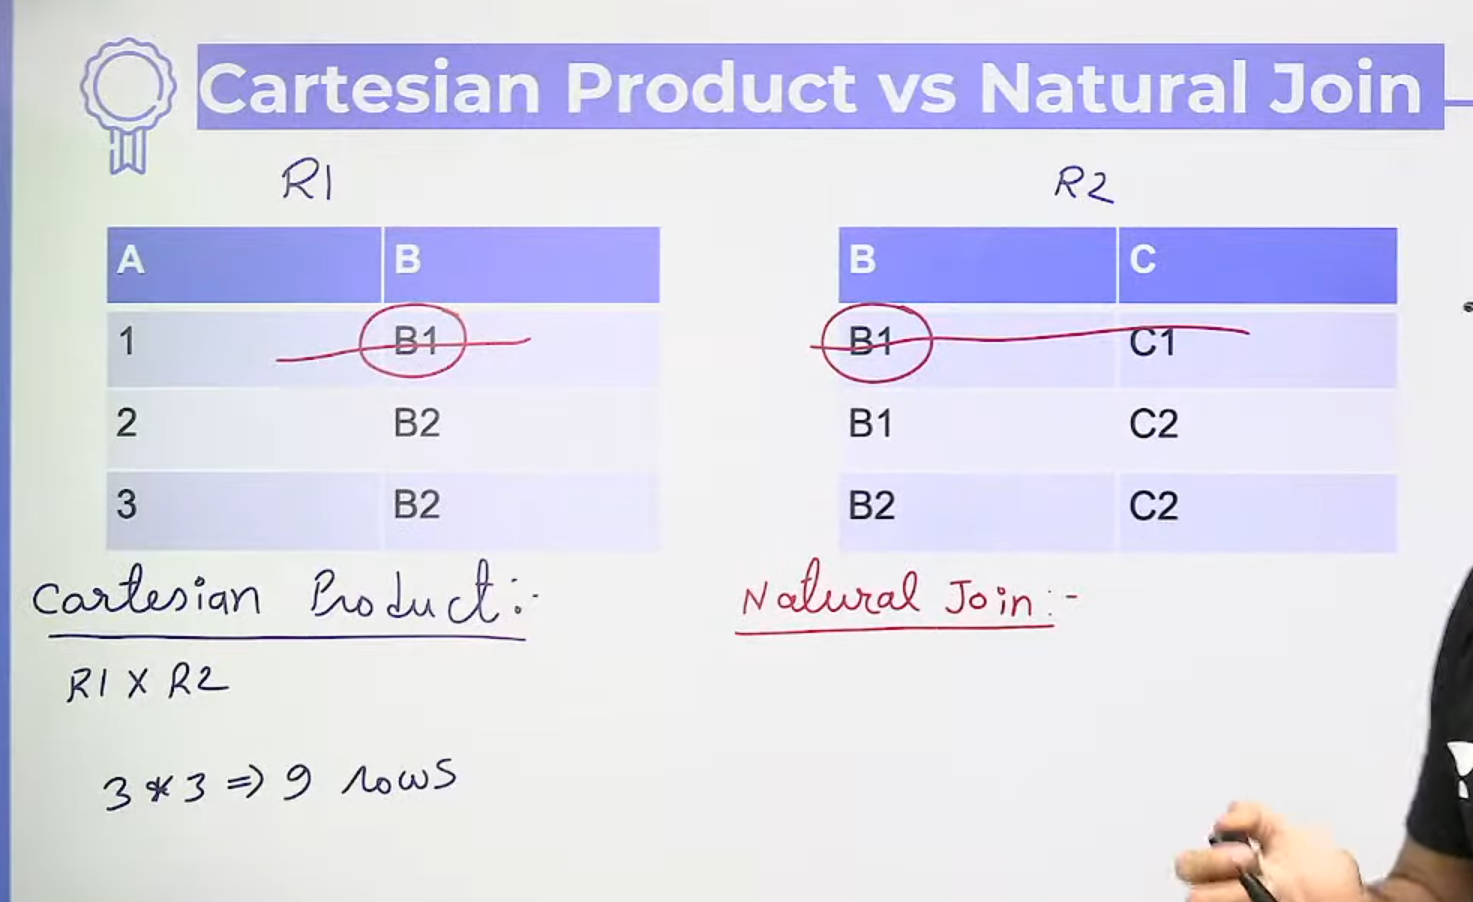 Cartesian Product vs Natural Join
R1
R2
A B
B C
1 B1
B1 C1
2 B2
B1 C2
3 B2
B2 C2
Cartesian Product:-
Natural Join:-
R1 X R2
3 * 3 => 9 rows